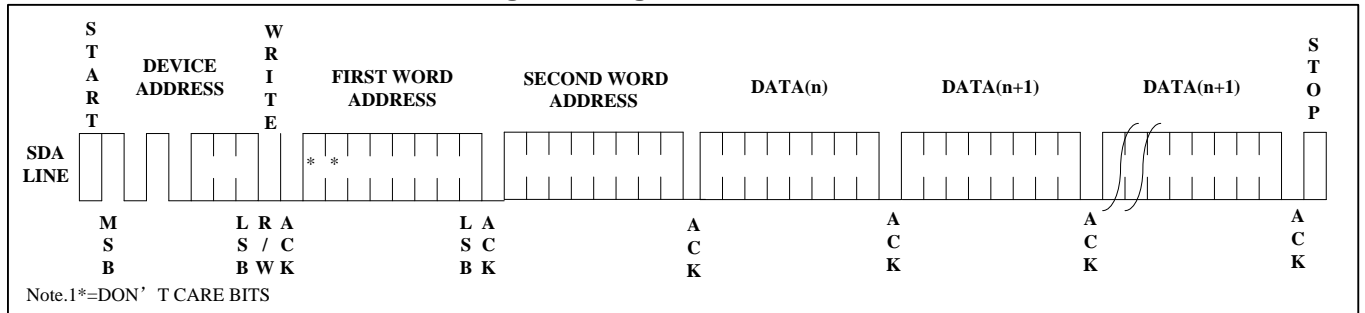 START
WRITE
STOP
DEVICE
ADDRESS
FIRST WORD
ADDRESS
SECOND WORD
ADDRESS
DATA(n)
DATA(n+1)
DATA(n+1)
SDA
LINE
* *
MSB
LSB
R/W
ACK
LSB
ACK
ACK
ACK
ACK
ACK
Note.1*=DON’T CARE BITS